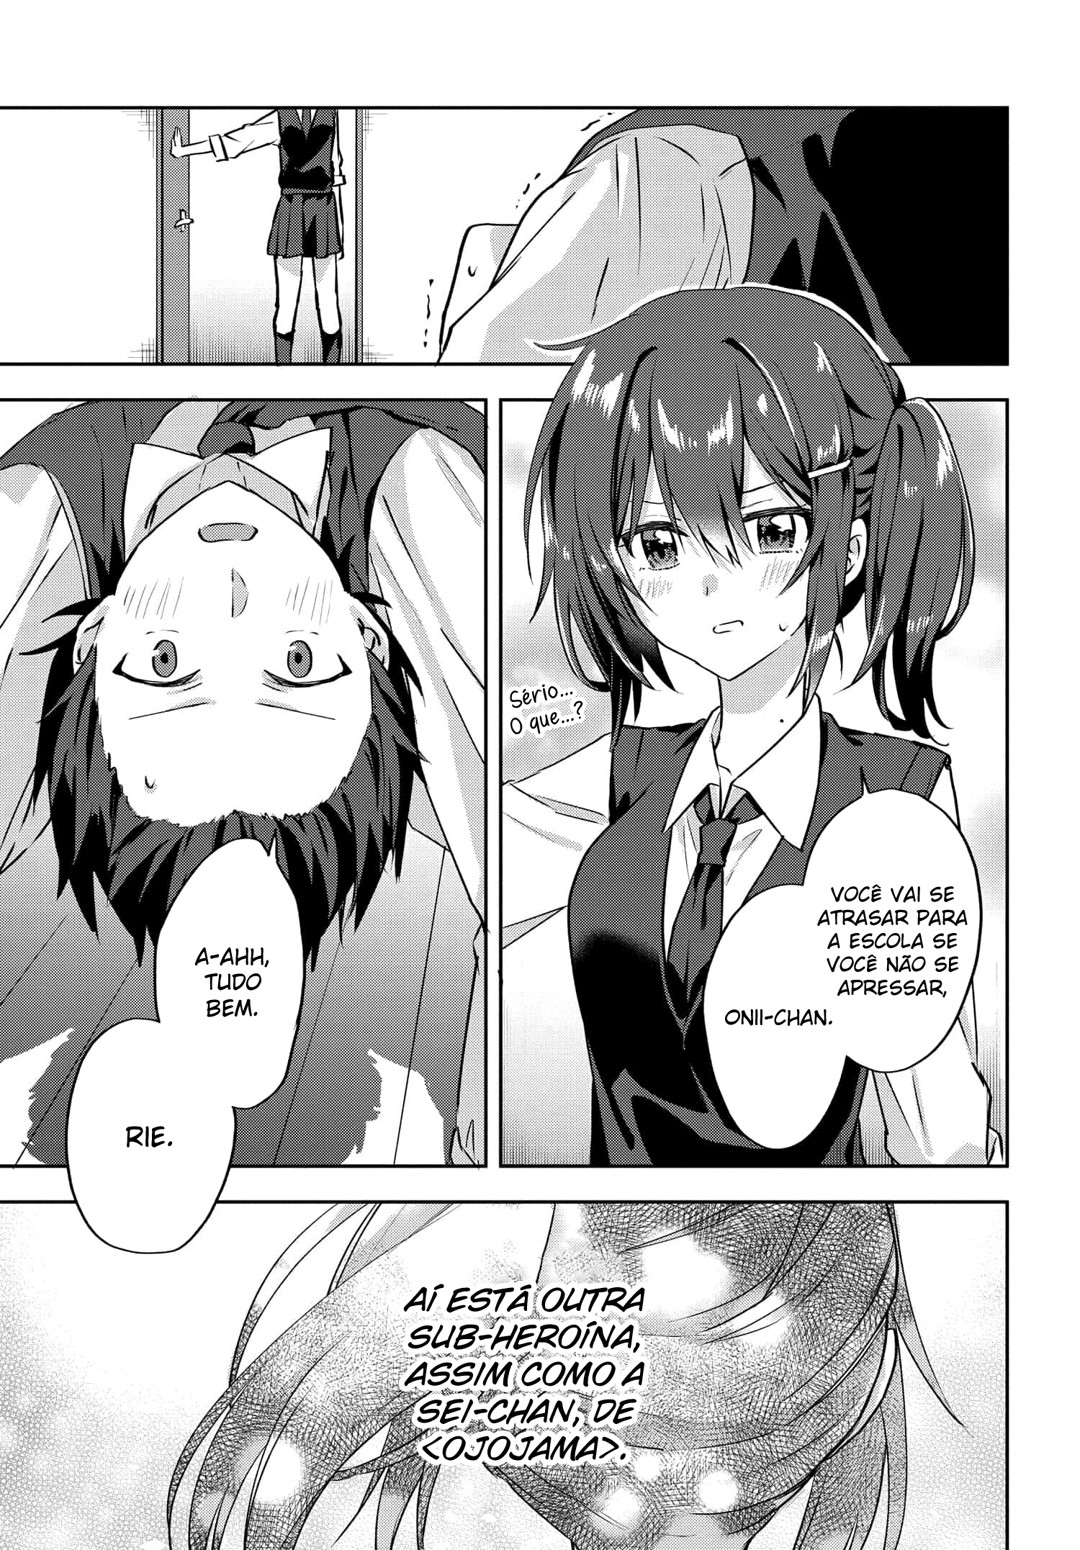 Sério...
O que...?
VOCÊ VAI SE
ATRASAR PARA
A ESCOLA SE
VOCÊ NÃO SE
APRESSAR,
ONII-CHAN.
A-AHH,
TUDO
BEM.
RIE.
AÍ ESTÁ OUTRA
SUB-HEROÍNA,
ASSIM COMO A
SEI-CHAN, DE
<OJOJAMA>.